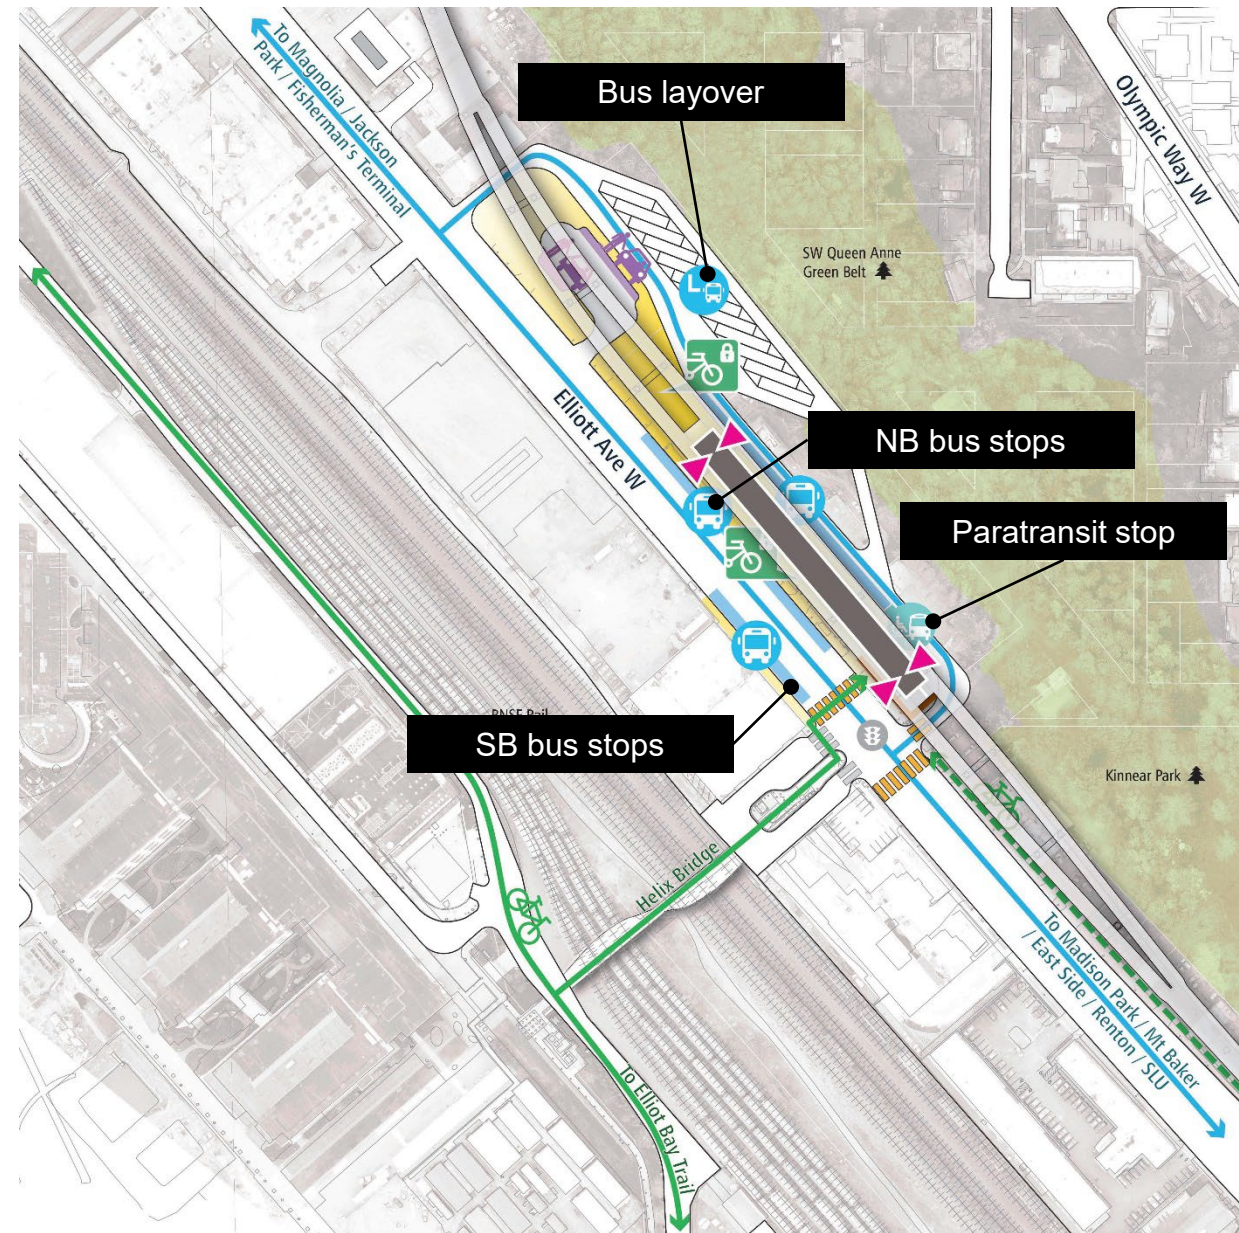 To Magnolia / Jackson
Park / Fisherman's Terminal
Bus layover
Olympic Way W
SW Queen Anne
Green Belt
L
Elliott Ave W
NB bus stops
Paratransit stop
BNSF Rail
SB bus stops
Kinnear Park
Helix Bridge
To Madison Park / Mt Baker
/ East Side / Renton / SLU
To Elliot Bay Trail